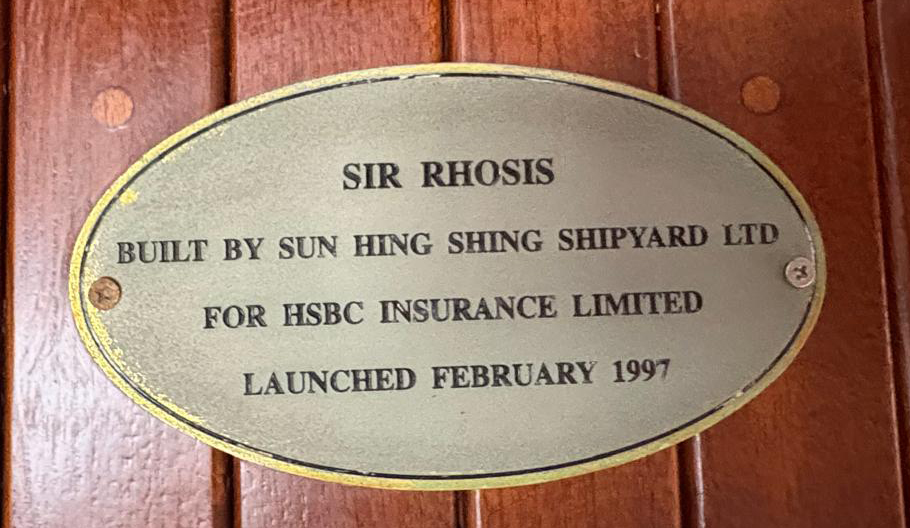 SIR RHOSIS
BUILT BY SUN HING SHING SHIPYARD LTD
FOR HSBC INSURANCE LIMITED
LAUNCHED FEBRUARY 1997